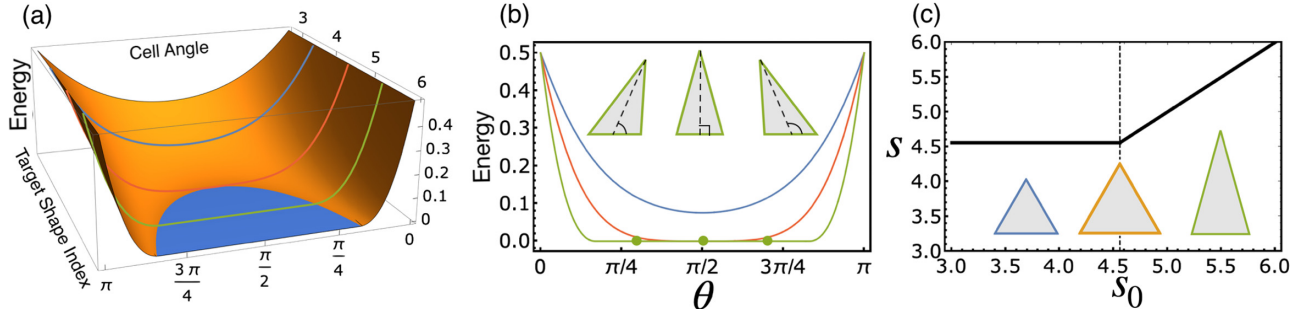 (a)
Cell Angle
3
4
5
6
Energy
0.4
0.3
0.2
0.1
0
Target Shape Index
π
3 π
4
π
2
π
4
0
(b)
0.5
0.4
0.3
0.2
0.1
0.0
Energy
0
π/4
π/2
3π/4
π
θ
(c)
6.0
5.5
5.0
4.5
4.0
3.5
3.0
s
3.0
3.5
4.0
4.5
5.0
5.5
6.0
s₀